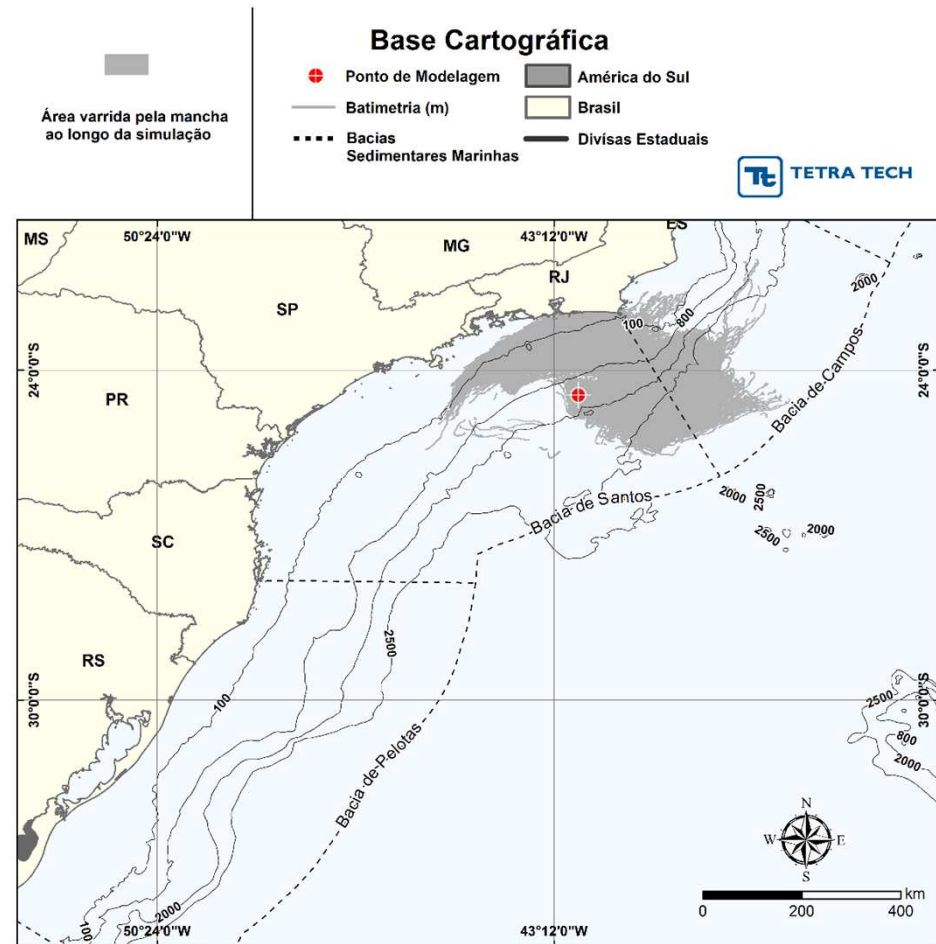 Base Cartográfica
Área varrida pela mancha
ao longo da simulação
Ponto de Modelagem
América do Sul
Batimetria (m)
Brasil
Bacias
Sedimentares Marinhas
Divisas Estaduais
Tt TETRA TECH
50°24'0"W
43°12'0"W
MS
MG
ES
RJ
SP
2000
100
800
24°0'0"S
24°0'0"S
PR
Bacia-de-Campos
Bacia de Santos
2000
2500
2500
2000
SC
2500
RS
100
30°0'0"S
2500
30°0'0"S
800
2000
Bacia-de-Pelotas
N
W
E
S
km
0
200
400
100
2000
50°24'0"W
43°12'0"W